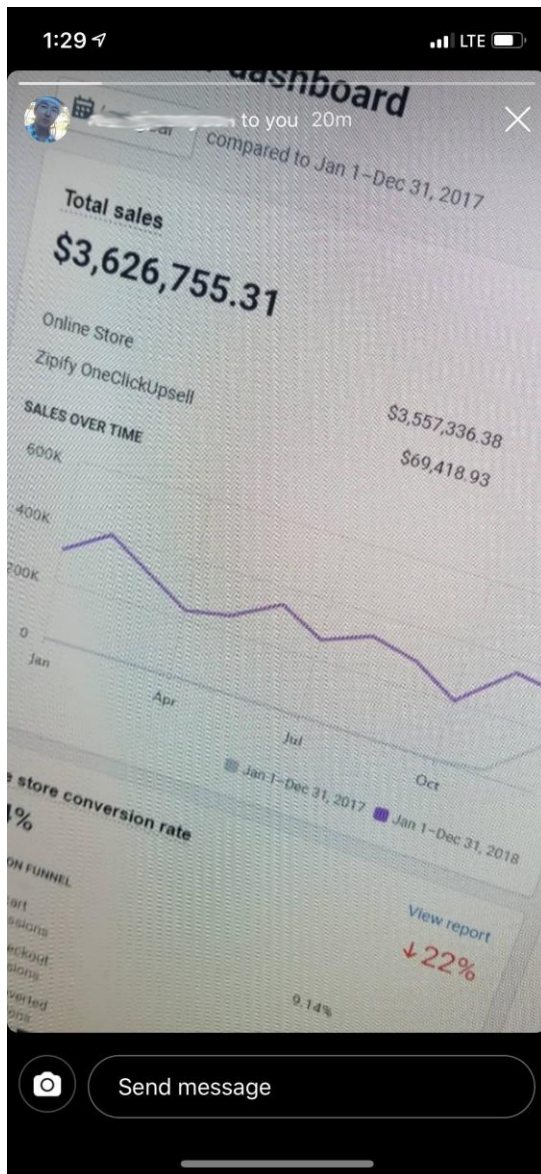 1:29
LTE
dashboard
to you 20m
compared to Jan 1–Dec 31, 2017
Total sales
$3,626,755.31
Online Store
$3,557,336.38
Zipify OneClickUpsell
$69,418.93
SALES OVER TIME
600K
400K
200K
0
Jan
Apr
Jul
Oct
Jan 1–Dec 31, 2017
Jan 1–Dec 31, 2018
store conversion rate
View report
22%
9.14%
Send message